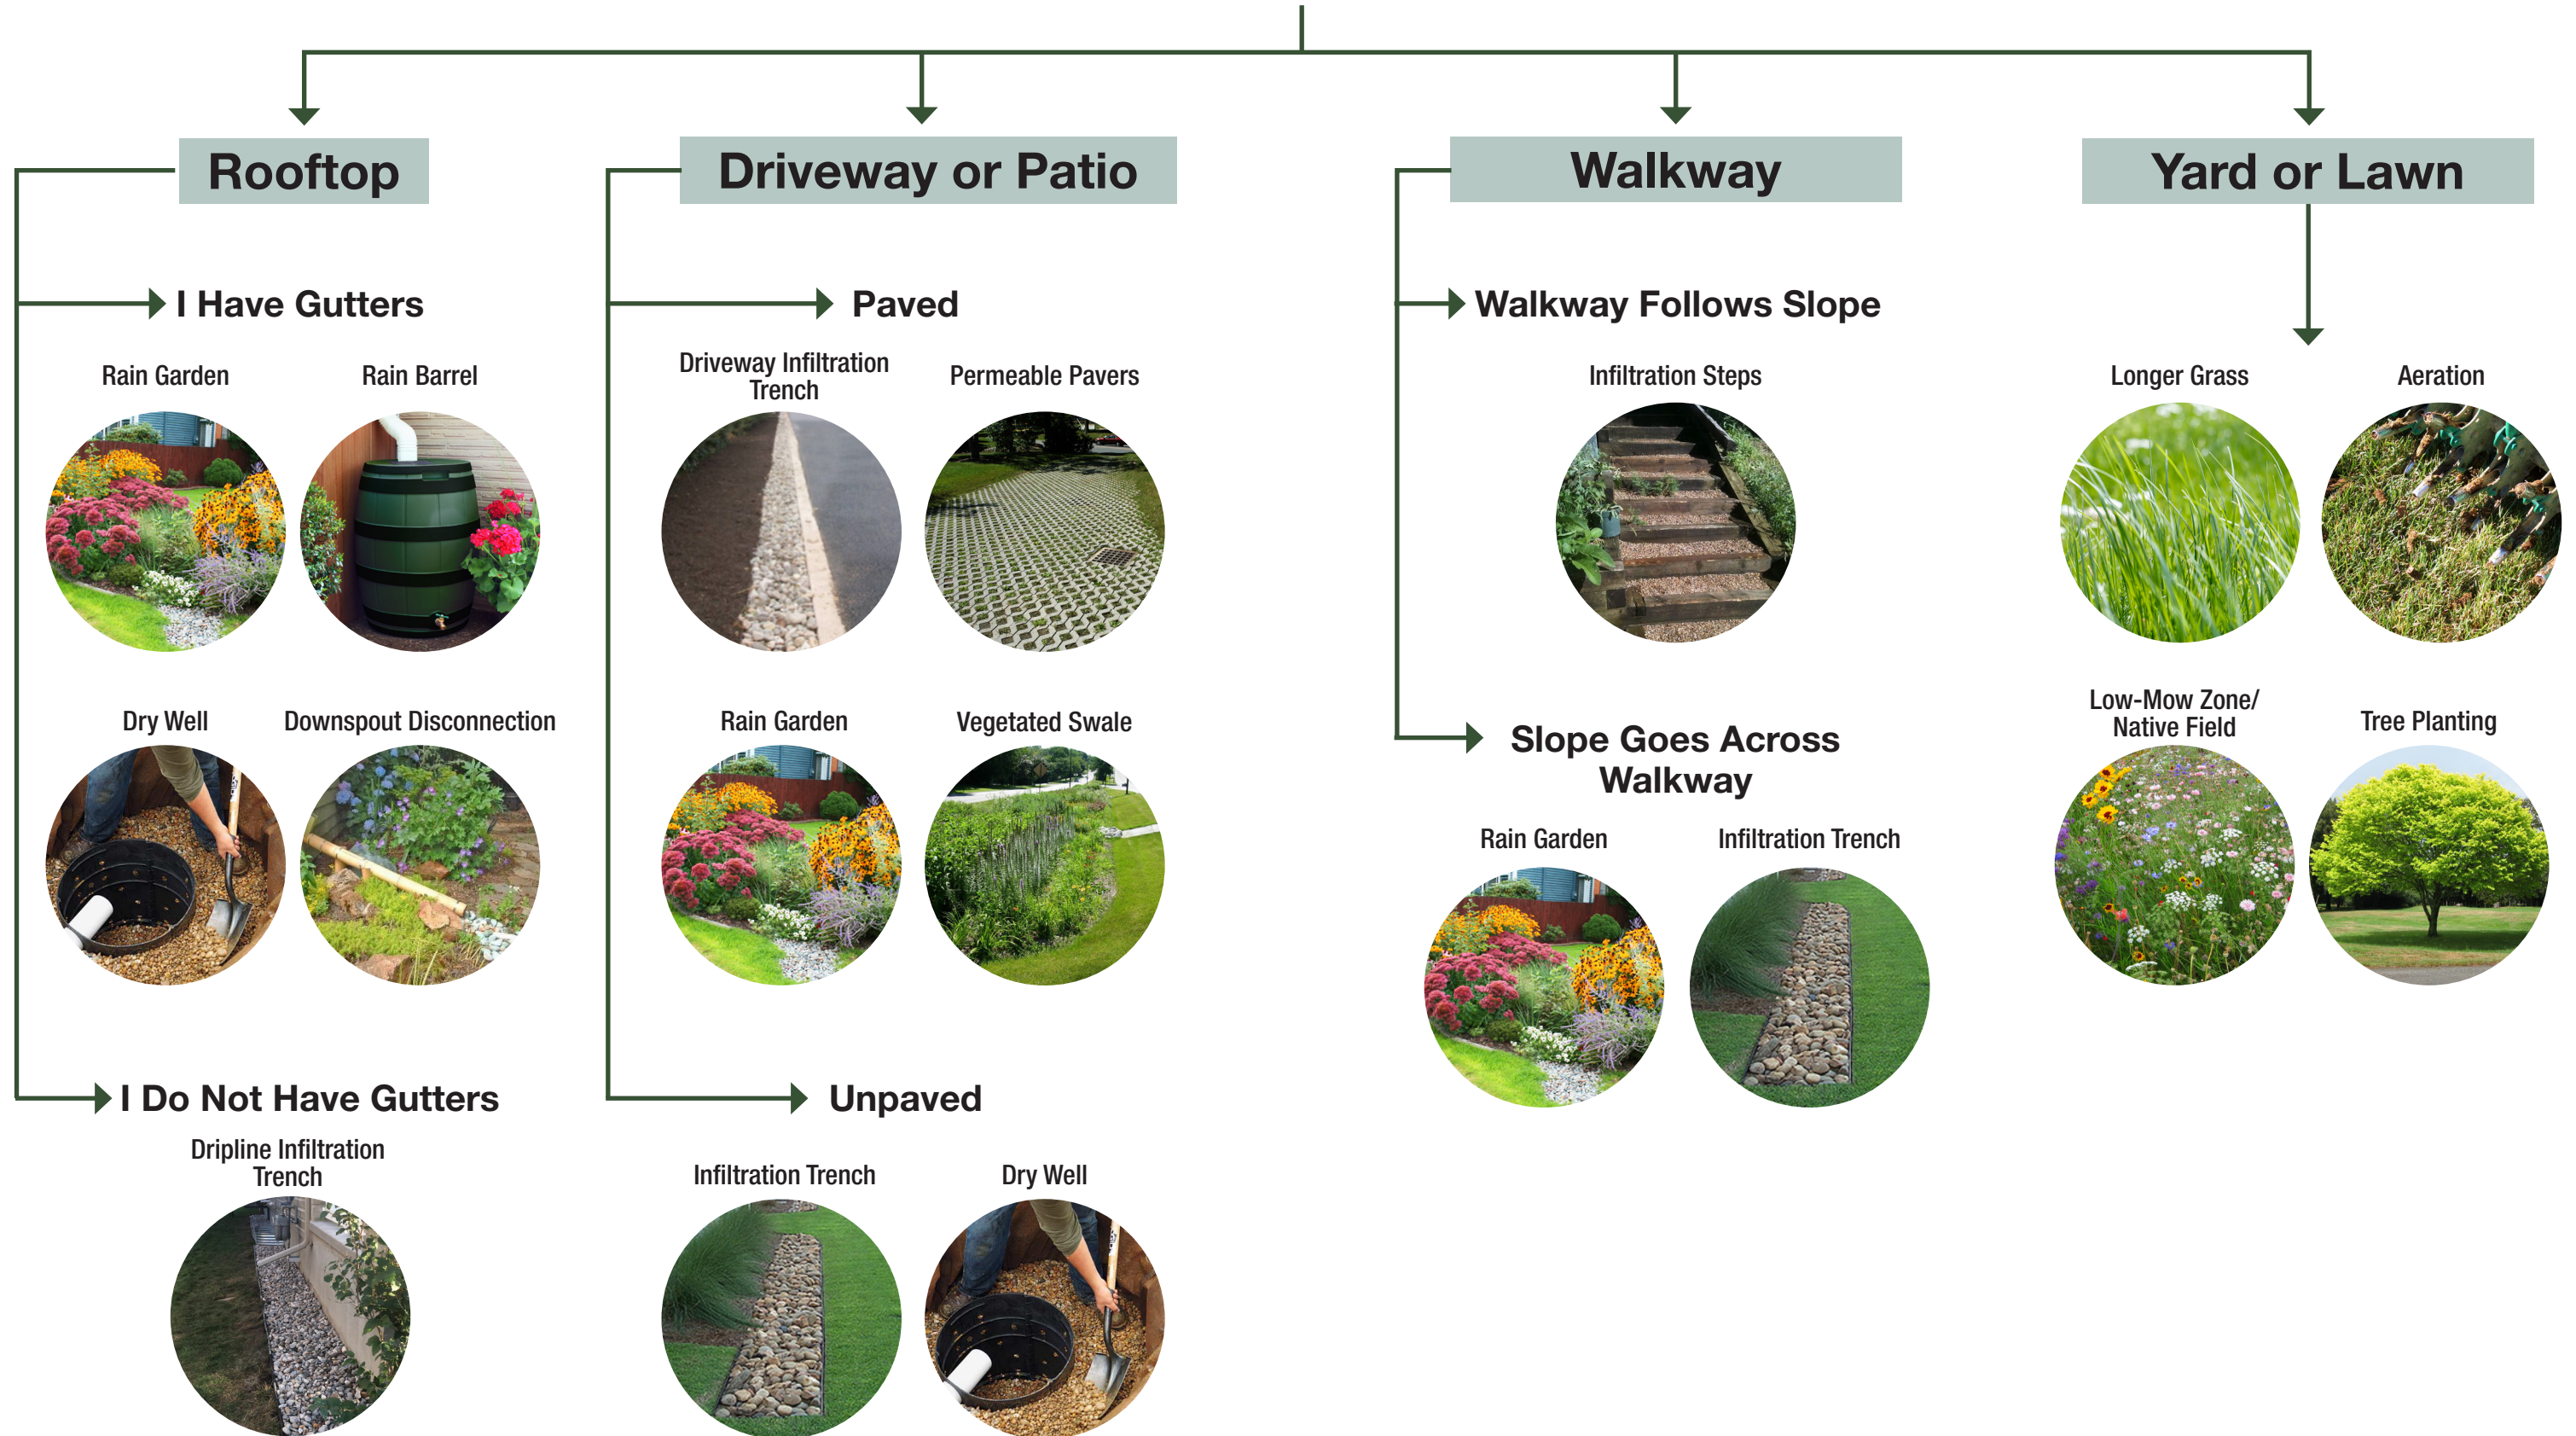 Rooftop
I Have Gutters
Rain Garden
Rain Barrel
Dry Well
Downspout Disconnection
I Do Not Have Gutters
Dripline Infiltration
Trench
Driveway or Patio
Paved
Driveway Infiltration
Trench
Permeable Pavers
Rain Garden
Vegetated Swale
Unpaved
Infiltration Trench
Dry Well
Walkway
Walkway Follows Slope
Infiltration Steps
Slope Goes Across
Walkway
Rain Garden
Infiltration Trench
Yard or Lawn
Longer Grass
Aeration
Low-Mow Zone/
Native Field
Tree Planting